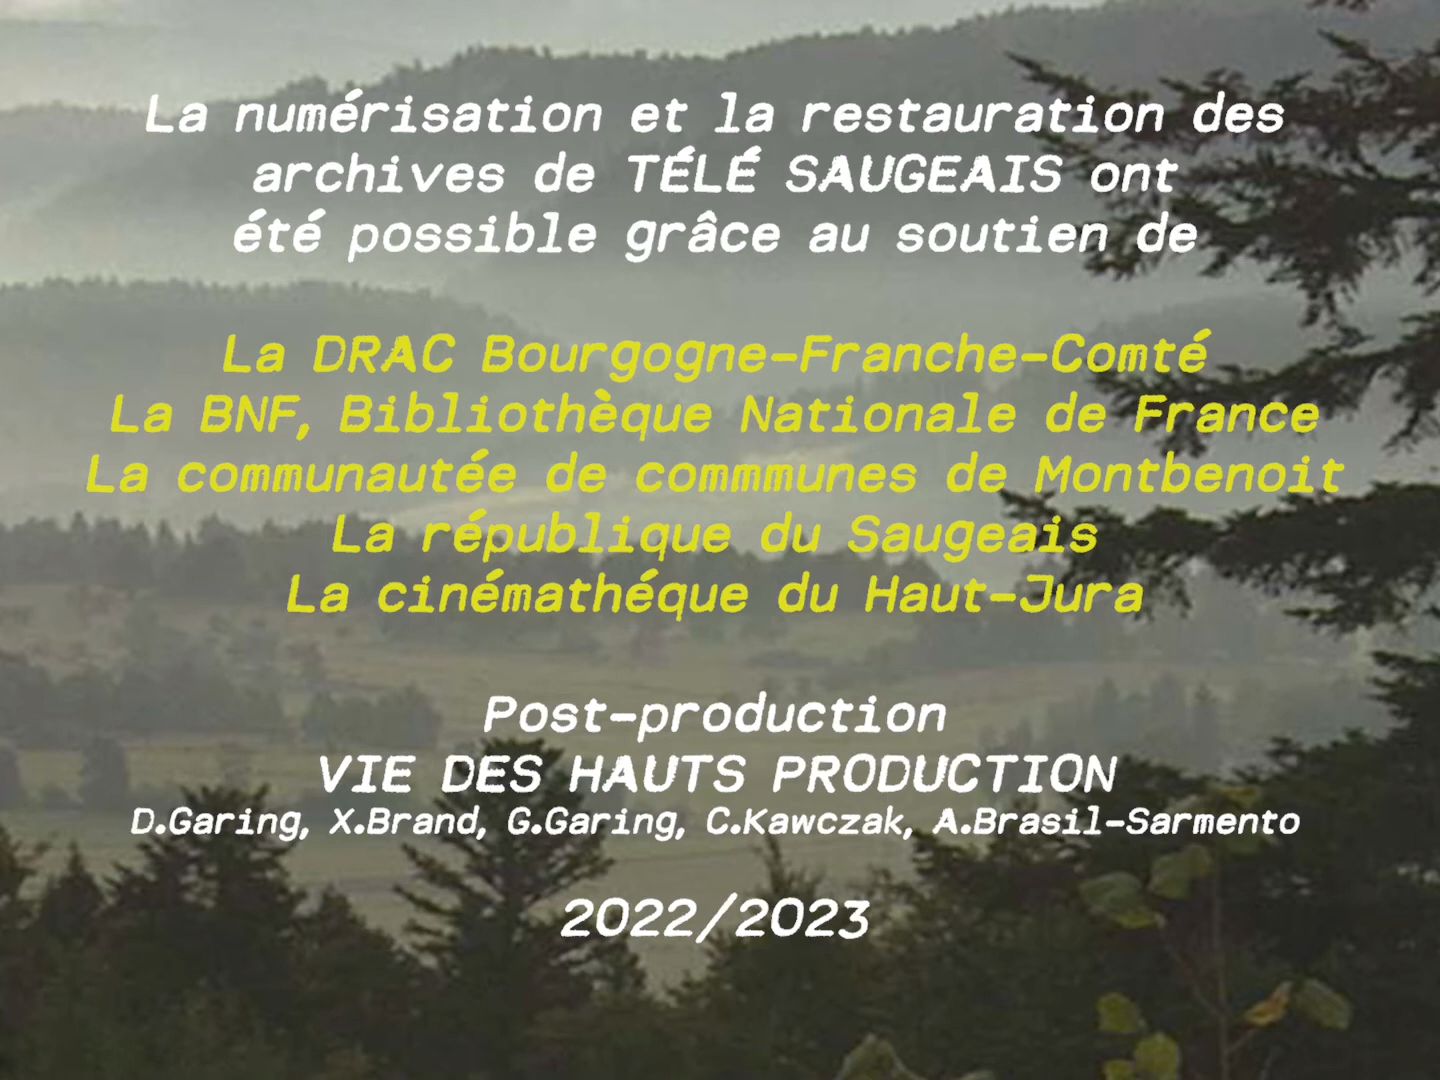 La numérisation et la restauration des
archives de TÉLÉ SAUGEAIS ont
été possible grâce au soutien de
La DRAC Bourgogne-Franche-Comté
La BNF, Bibliothèque Nationale de France
La communautée de commmunes de Montbenoit
La république du Saugeais
La cinémathéque du Haut-Jura
Post-production
VIE DES HAUTS PRODUCTION
D.Garing, X.Brand, G.Garing, C.Kawczak, A.Brasil-Sarmento
2022/2023